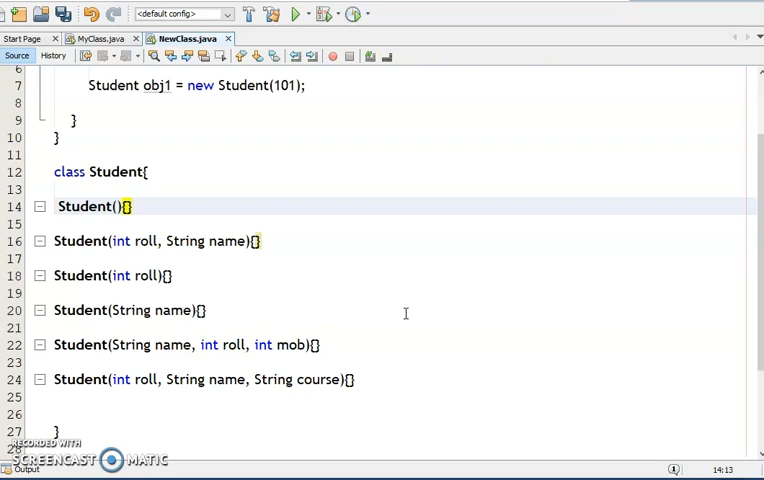 <default config>
Start Page
MyClass.java
NewClass.java
Source
History
6
7 Student obj1 = new Student(101);
8
9 }
10 }
11
12 class Student{
13
14 Student(){}
15
16 Student(int roll, String name){}
17
18 Student(int roll){}
19
20 Student(String name){}
21
22 Student(String name, int roll, int mob){}
23
24 Student(int roll, String name, String course){}
25
26
27 }
28
RECORDED WITH
SCREENCAST MATIC
Output
1
14:13